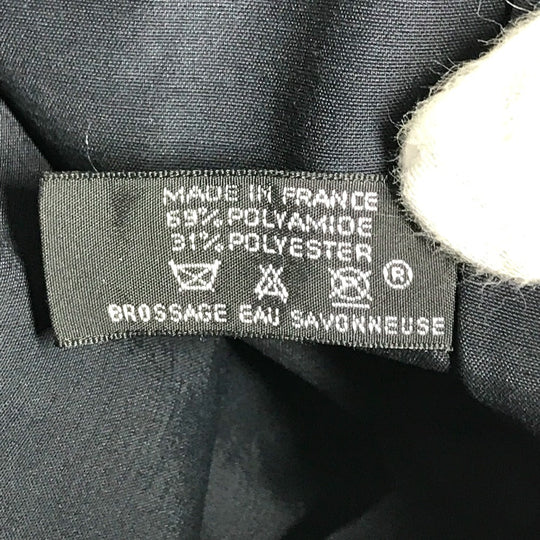 MADE IN FRANCE
69% POLYAMIDE
31% POLYESTER
®
BROSSAGE EAU SAVONNEUSE